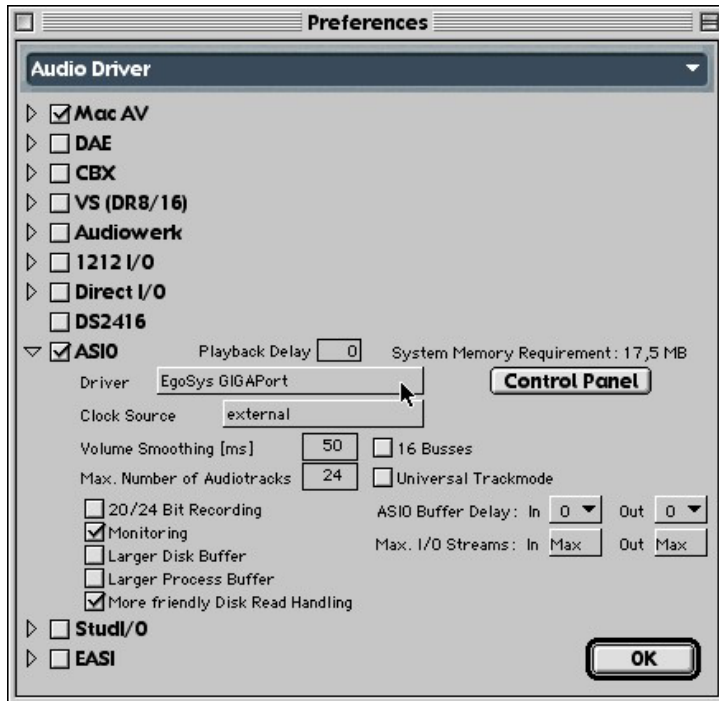 Preferences
Audio Driver
Mac AV
DAE
CBX
VS (DR8/16)
Audiowerk
1212 I/O
Direct I/O
DS2416
ASIO Playback Delay 0 System Memory Requirement: 17,5 MB
Driver EgoSys GIGAPort Control Panel
Clock Source external
Volume Smoothing [ms] 50 16 Busses
Max. Number of Audiotracks 24 Universal Trackmode
20/24 Bit Recording ASIO Buffer Delay: In 0 Out 0
Monitoring
Max. I/O Streams: In Max Out Max
Larger Disk Buffer
Larger Process Buffer
More friendly Disk Read Handling
StudI/O
EASI
OK